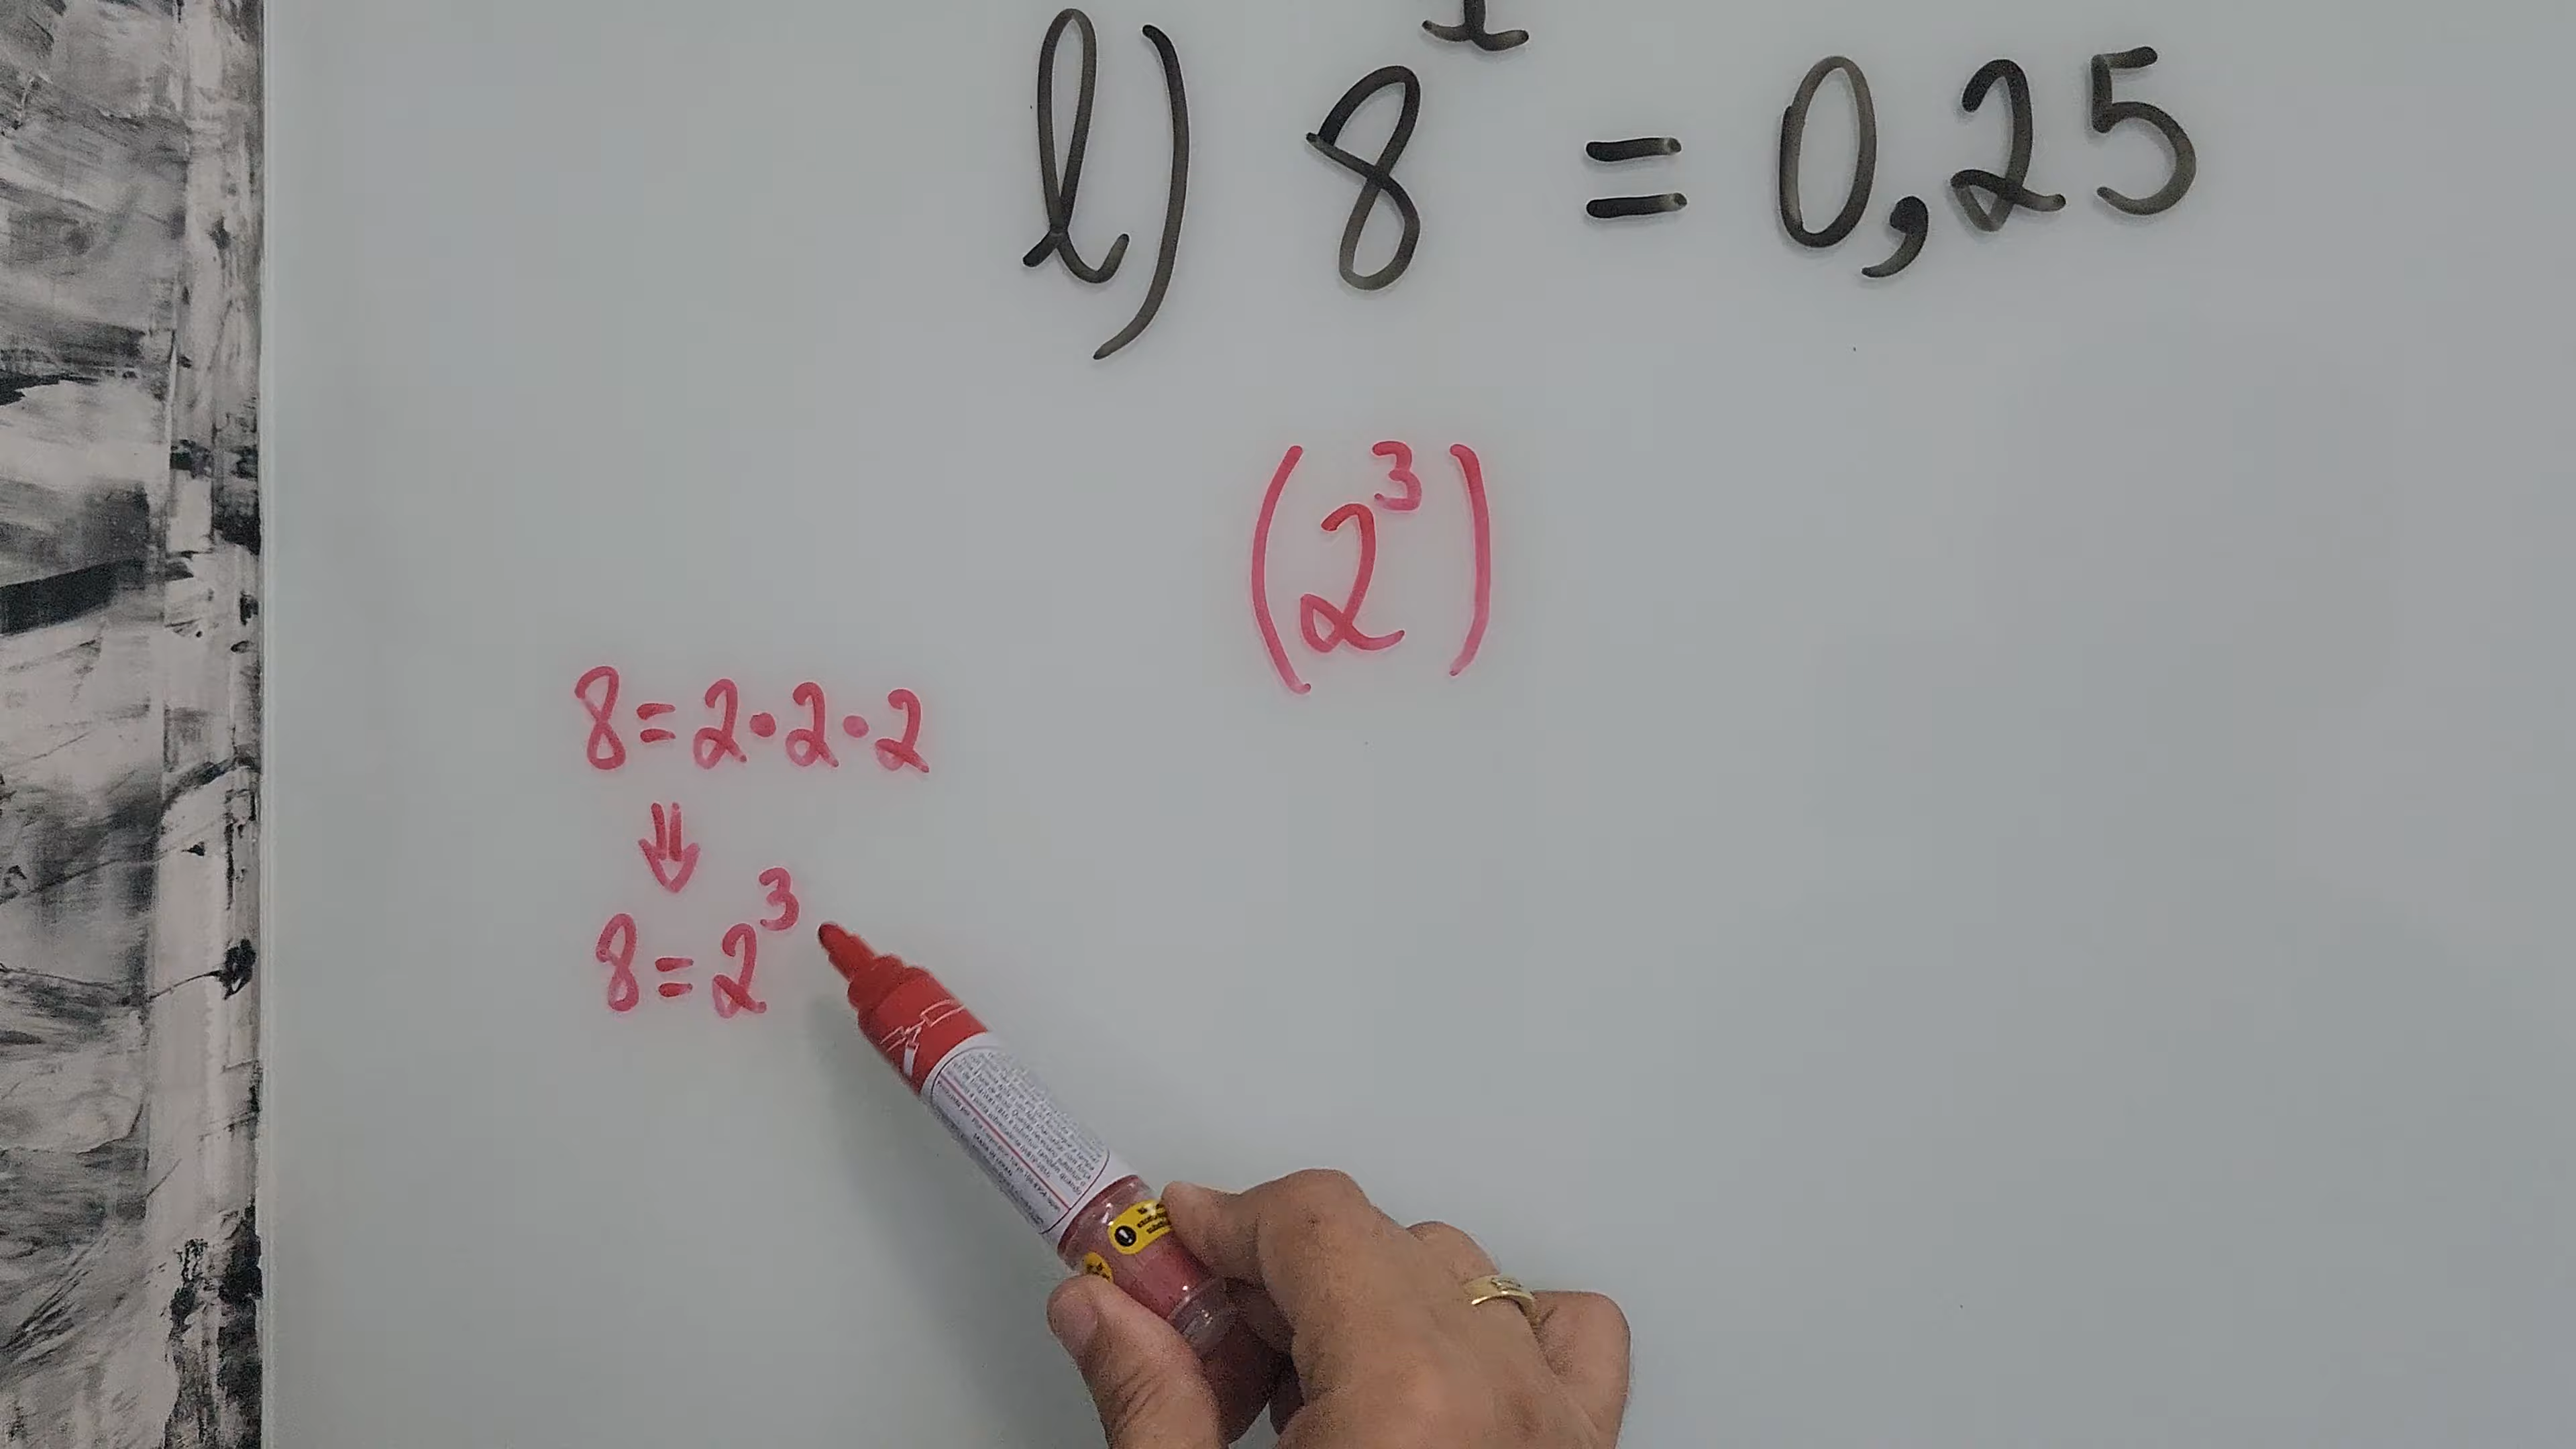 l) 8ˣ = 0,25
(2³)
8 = 2·2·2
⇓
8 = 2³